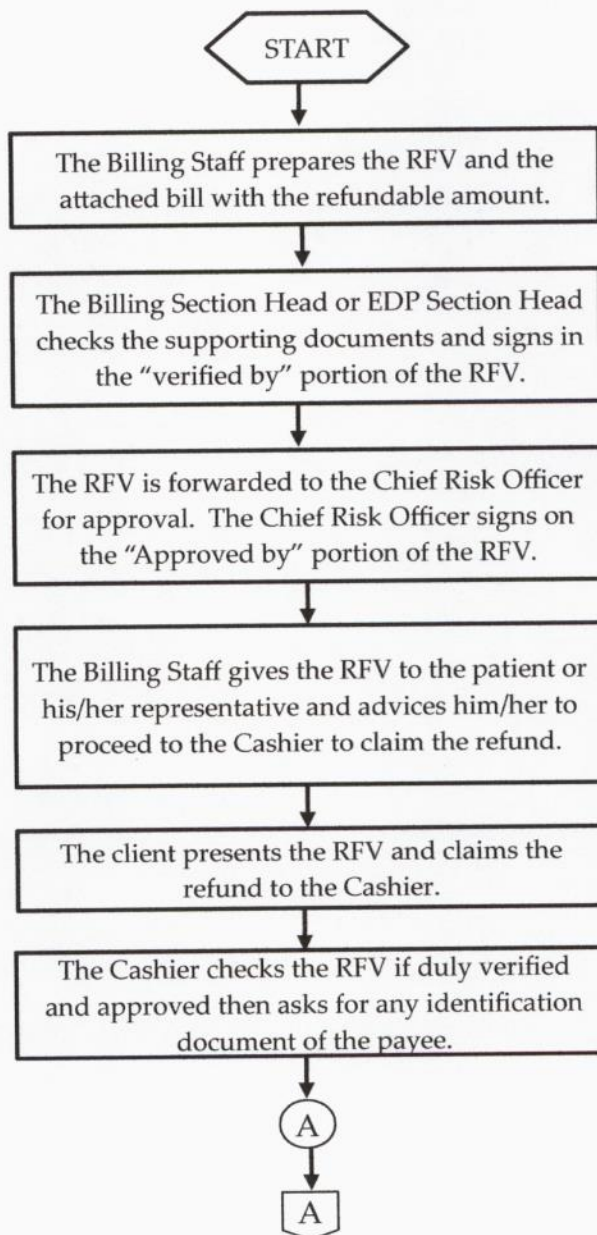 START
The Billing Staff prepares the RFV and the
attached bill with the refundable amount.
The Billing Section Head or EDP Section Head
checks the supporting documents and signs in
the “verified by” portion of the RFV.
The RFV is forwarded to the Chief Risk Officer
for approval. The Chief Risk Officer signs on
the “Approved by” portion of the RFV.
The Billing Staff gives the RFV to the patient or
his/her representative and advices him/her to
proceed to the Cashier to claim the refund.
The client presents the RFV and claims the
refund to the Cashier.
The Cashier checks the RFV if duly verified
and approved then asks for any identification
document of the payee.
A
A